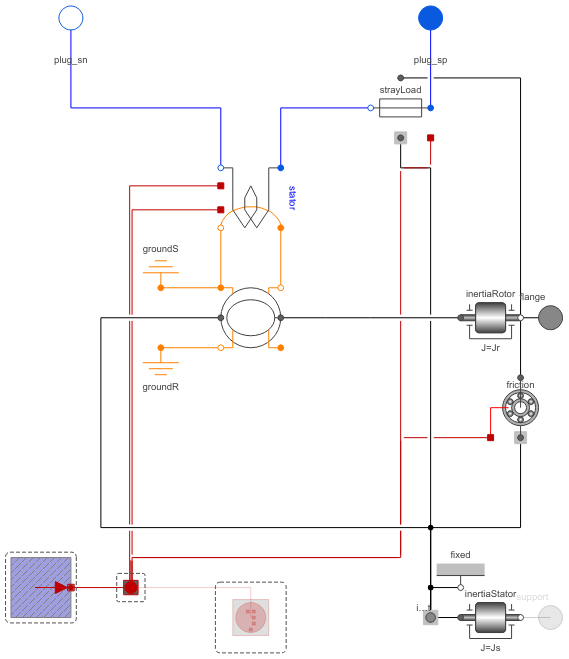 plug_sn
plug_sp
strayLoad
stator
groundS
inertiaRotor
flange
J=Jr
friction
groundR
fixed
inertiaStator
support
i...t
J=Js